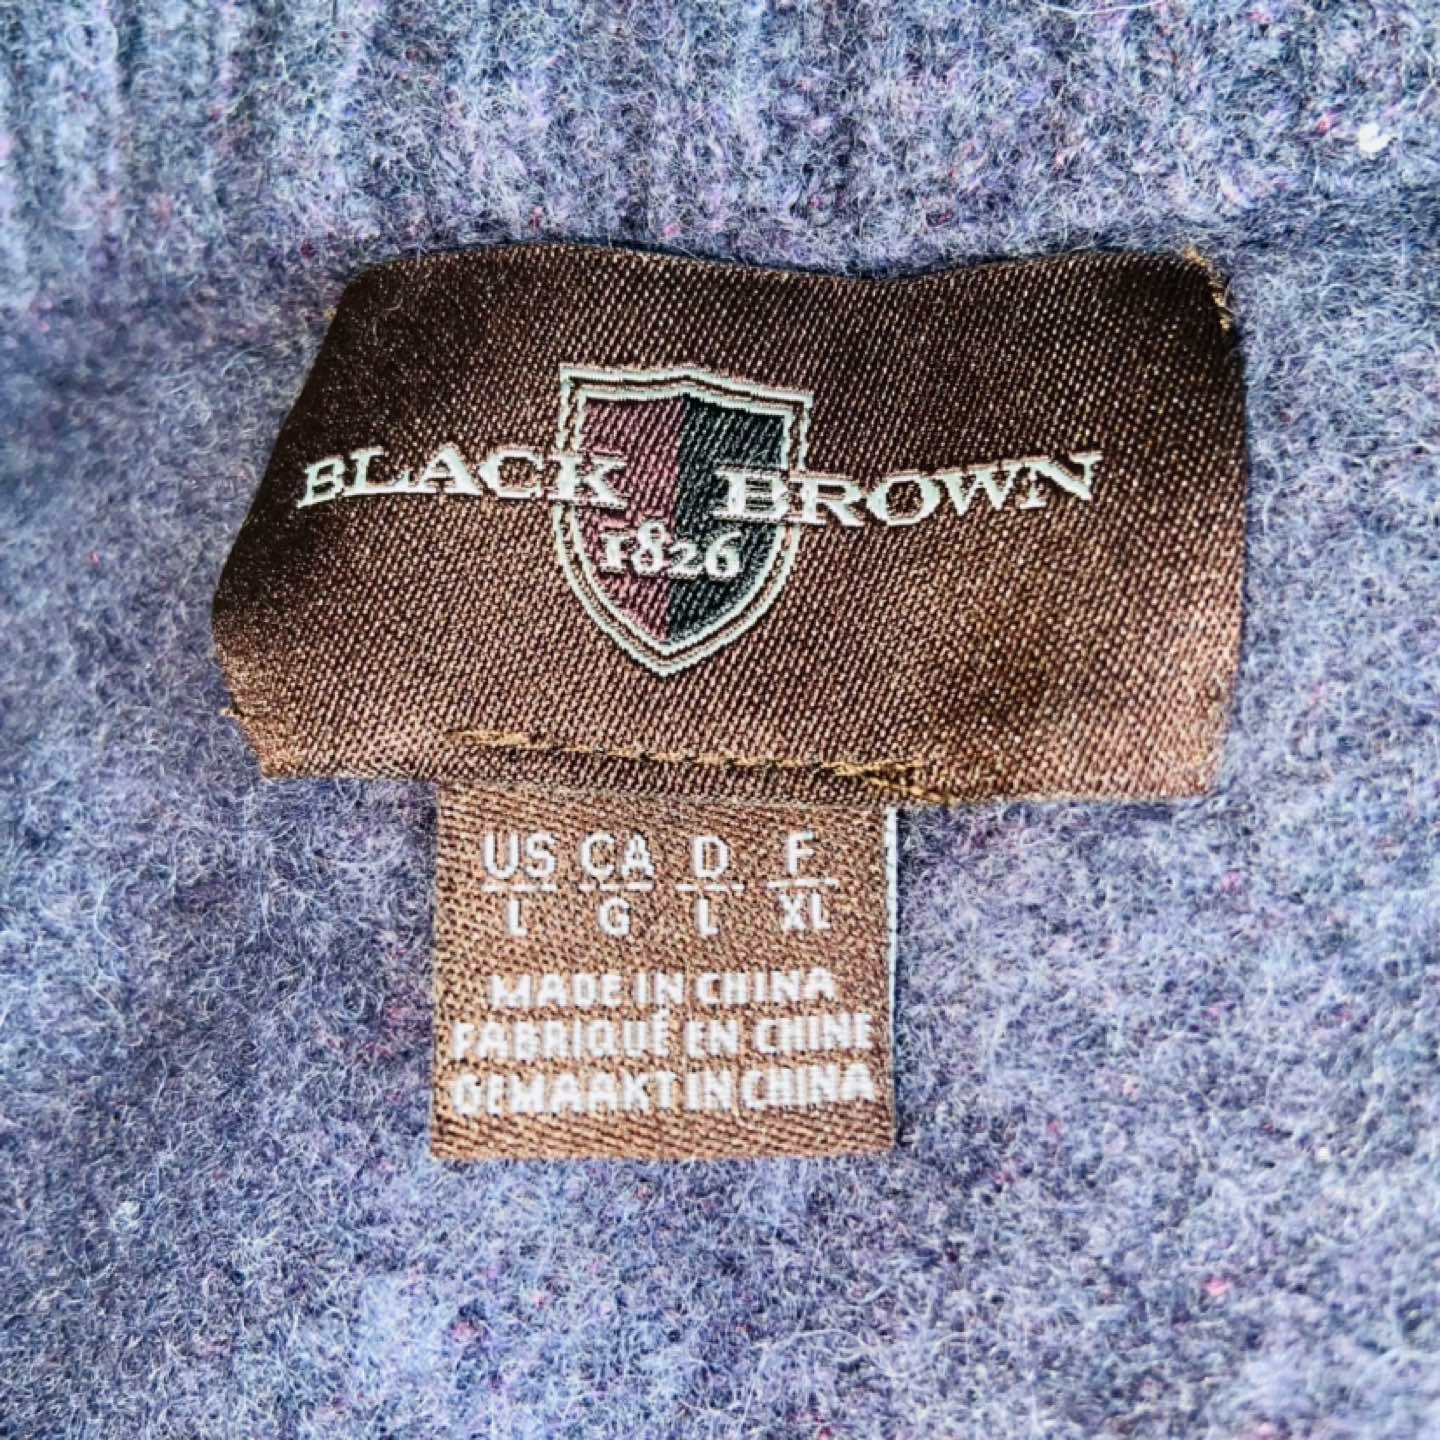 BLACK BROWN
1826
US CA D F
L G L XL
MADE IN CHINA
FABRIQUÉ EN CHINE
GEMAAKT IN CHINA